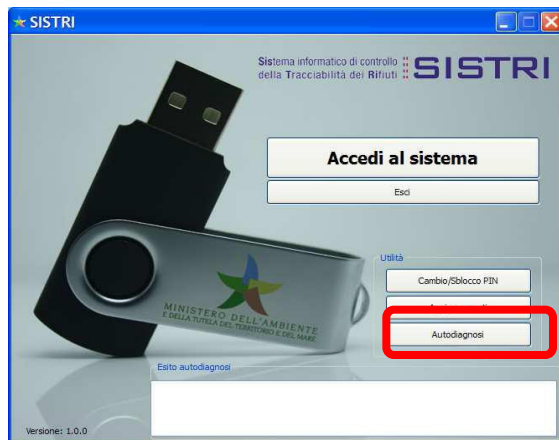 SISTRI
Sistema informatico di controllo
della Tracciabilità dei Rifiuti
SISTRI
Accedi al sistema
Esci
Utilità
Cambio/Sblocco PIN
Autodiagnosi
MINISTERO DELL'AMBIENTE
E DELLA TUTELA DEL TERRITORIO E DEL MARE
Esito autodiagnosi
Versione: 1.0.0